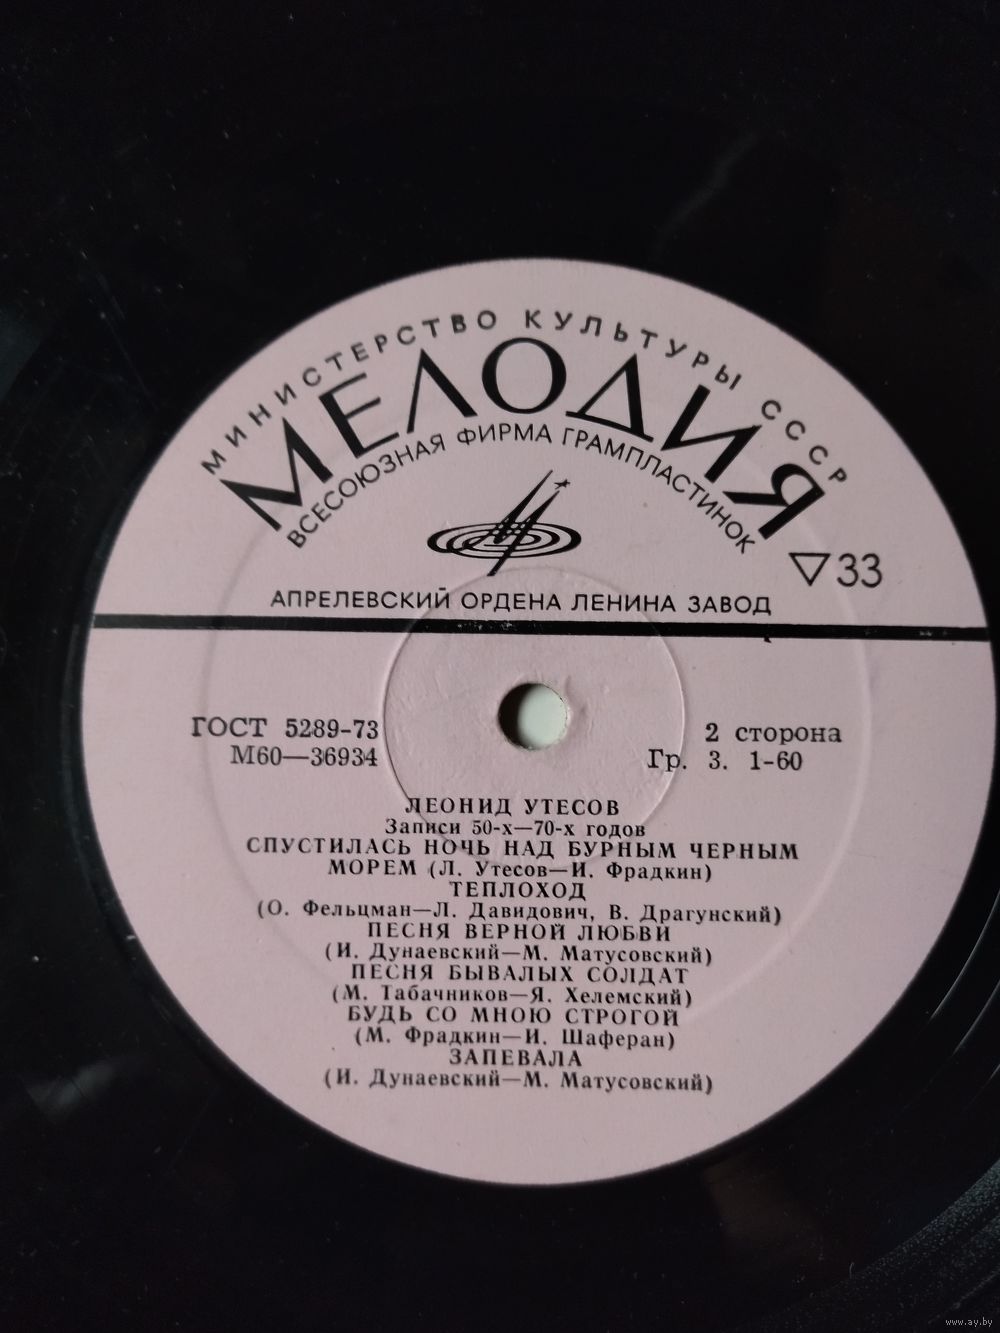 МИНИСТЕРСТВО КУЛЬТУРЫ СССР
МЕЛОДИЯ
ВСЕСОЮЗНАЯ ФИРМА ГРАМПЛАСТИНОК
▽33
АПРЕЛЕВСКИЙ ОРДЕНА ЛЕНИНА ЗАВОД
ГОСТ 5289-73
М60—36934
2 сторона
Гр. 3. 1-60
ЛЕОНИД УТЕСОВ
Записи 50-х—70-х годов
СПУСТИЛАСЬ НОЧЬ НАД БУРНЫМ ЧЕРНЫМ
МОРЕМ (Л. Утесов—И. Фрадкин)
ТЕПЛОХОД
(О. Фельцман—Л. Давидович, В. Драгунский)
ПЕСНЯ ВЕРНОЙ ЛЮБВИ
(И. Дунаевский—М. Матусовский)
ПЕСНЯ БЫВАЛЫХ СОЛДАТ
(М. Табачников—Я. Хелемский)
БУДЬ СО МНОЮ СТРОГОЙ
(М. Фрадкин—И. Шаферан)
ЗАПЕВАЛА
(И. Дунаевский—М. Матусовский)
www.ay.by